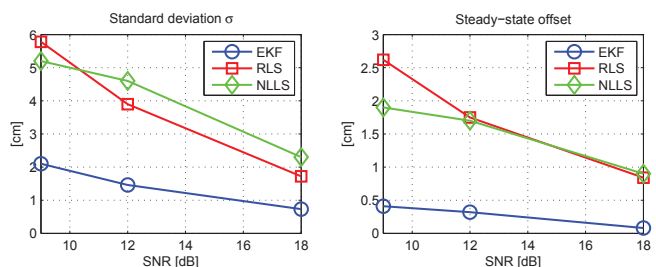 Standard deviation σ
6
5
4
3
2
1
0
[cm]
10
12
14
16
18
SNR [dB]
EKF
RLS
NLLS
Steady−state offset
3
2.5
2
1.5
1
0.5
0
[cm]
10
12
14
16
18
SNR [dB]
EKF
RLS
NLLS